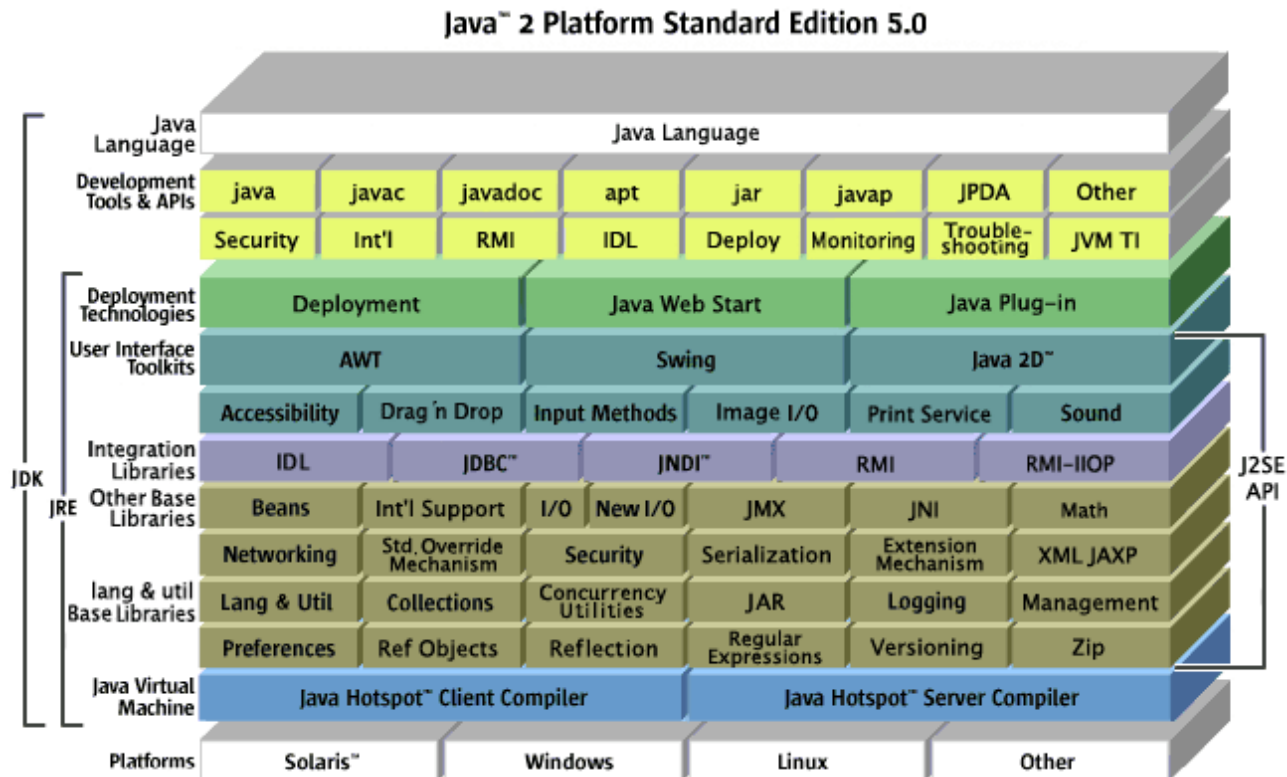 Java™ 2 Platform Standard Edition 5.0
Java
Language
Java Language
Development
Tools & APIs
java javac javadoc apt jar javap JPDA Other
Security Int'l RMI IDL Deploy Monitoring Trouble-
shooting JVM TI
Deployment
Technologies
Deployment Java Web Start Java Plug-in
User Interface
Toolkits
AWT Swing Java 2D™
Accessibility Drag 'n Drop Input Methods Image I/O Print Service Sound
Integration
Libraries
IDL JDBC™ JNDI™ RMI RMI-IIOP
JDK
JRE
J2SE
API
Other Base
Libraries
Beans Int'l Support I/O New I/O JMX JNI Math
Networking Std. Override
Mechanism Security Serialization Extension
Mechanism XML JAXP
lang & util
Base Libraries
Lang & Util Collections Concurrency
Utilities JAR Logging Management
Preferences Ref Objects Reflection Regular
Expressions Versioning Zip
Java Virtual
Machine
Java Hotspot™ Client Compiler Java Hotspot™ Server Compiler
Platforms
Solaris™ Windows Linux Other